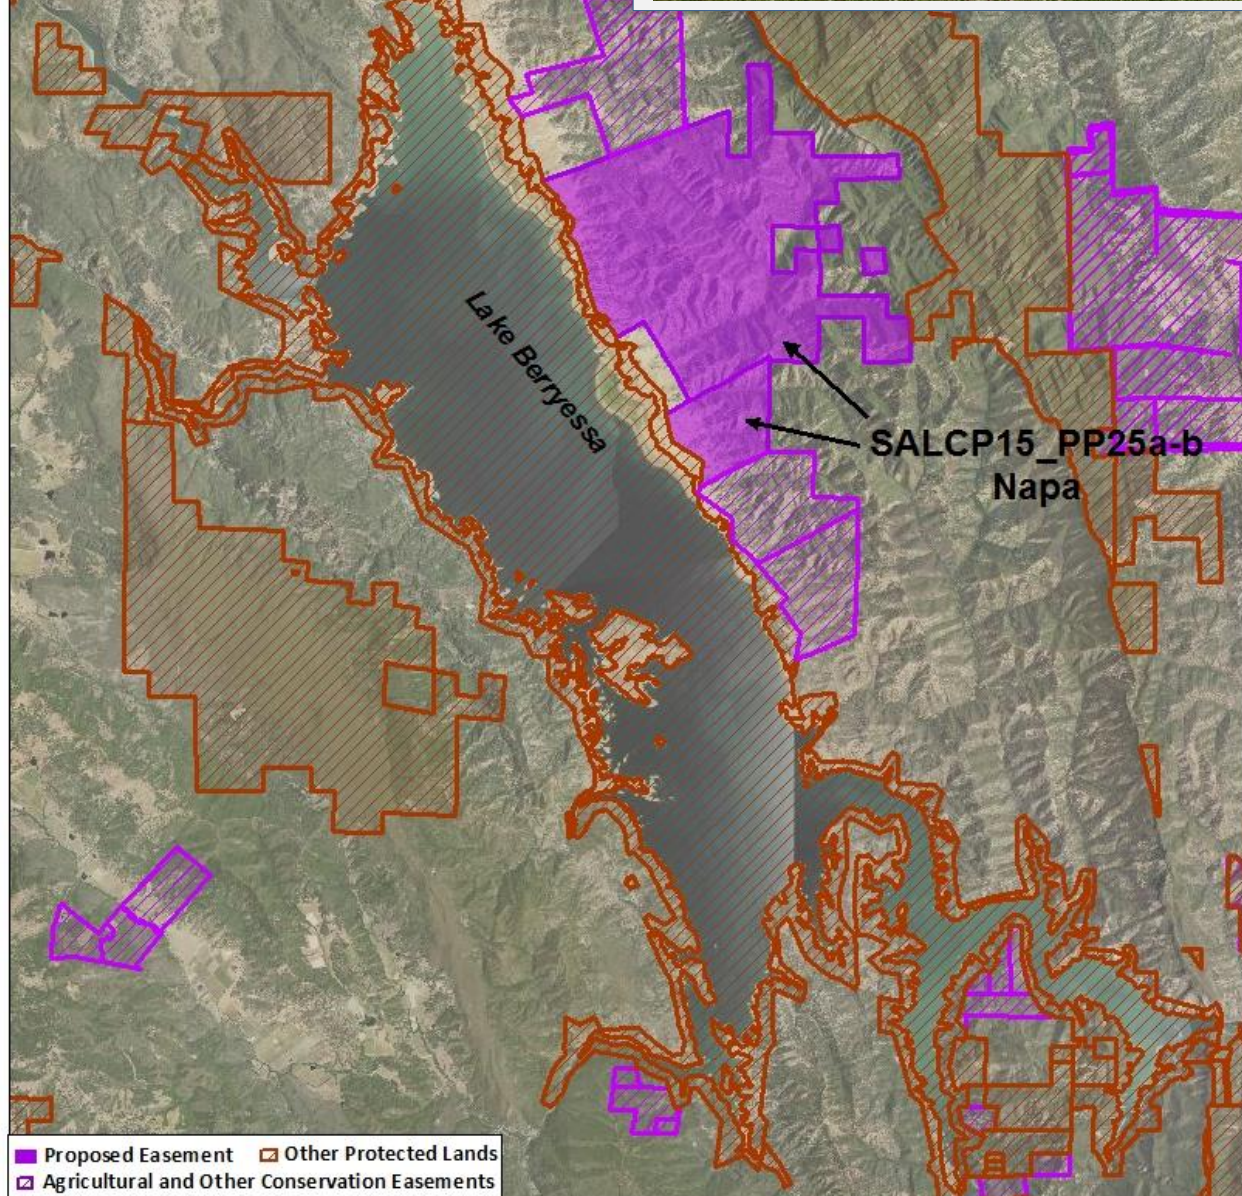 Lake Berryessa
SALCP15_PP25a-b
Napa
Proposed Easement
Other Protected Lands
Agricultural and Other Conservation Easements